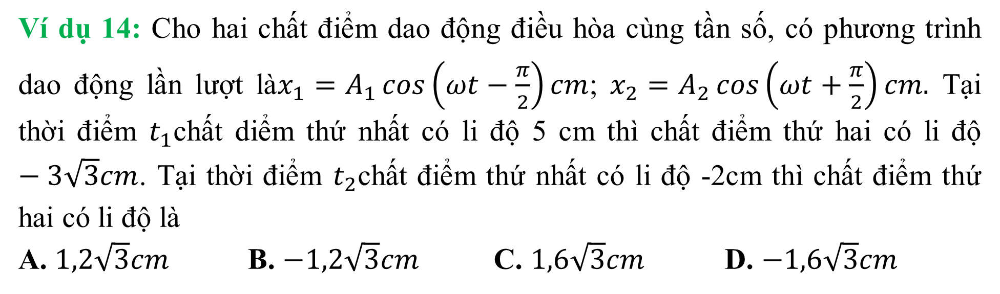 Ví dụ 14: Cho hai chất điểm dao động điều hòa cùng tần số, có phương trình
dao động lần lượt là$x_1 = A_1 cos\left(\omega t - \frac{\pi}{2}\right) cm; x_2 = A_2 cos\left(\omega t + \frac{\pi}{2}\right) cm$. Tại
thời điểm $t_1$chất diểm thứ nhất có li độ 5 cm thì chất điểm thứ hai có li độ
$- 3\sqrt{3}cm$. Tại thời điểm $t_2$chất điểm thứ nhất có li độ -2cm thì chất điểm thứ
hai có li độ là
A. $1,2\sqrt{3}cm$ B. $-1,2\sqrt{3}cm$ C. $1,6\sqrt{3}cm$ D. $-1,6\sqrt{3}cm$